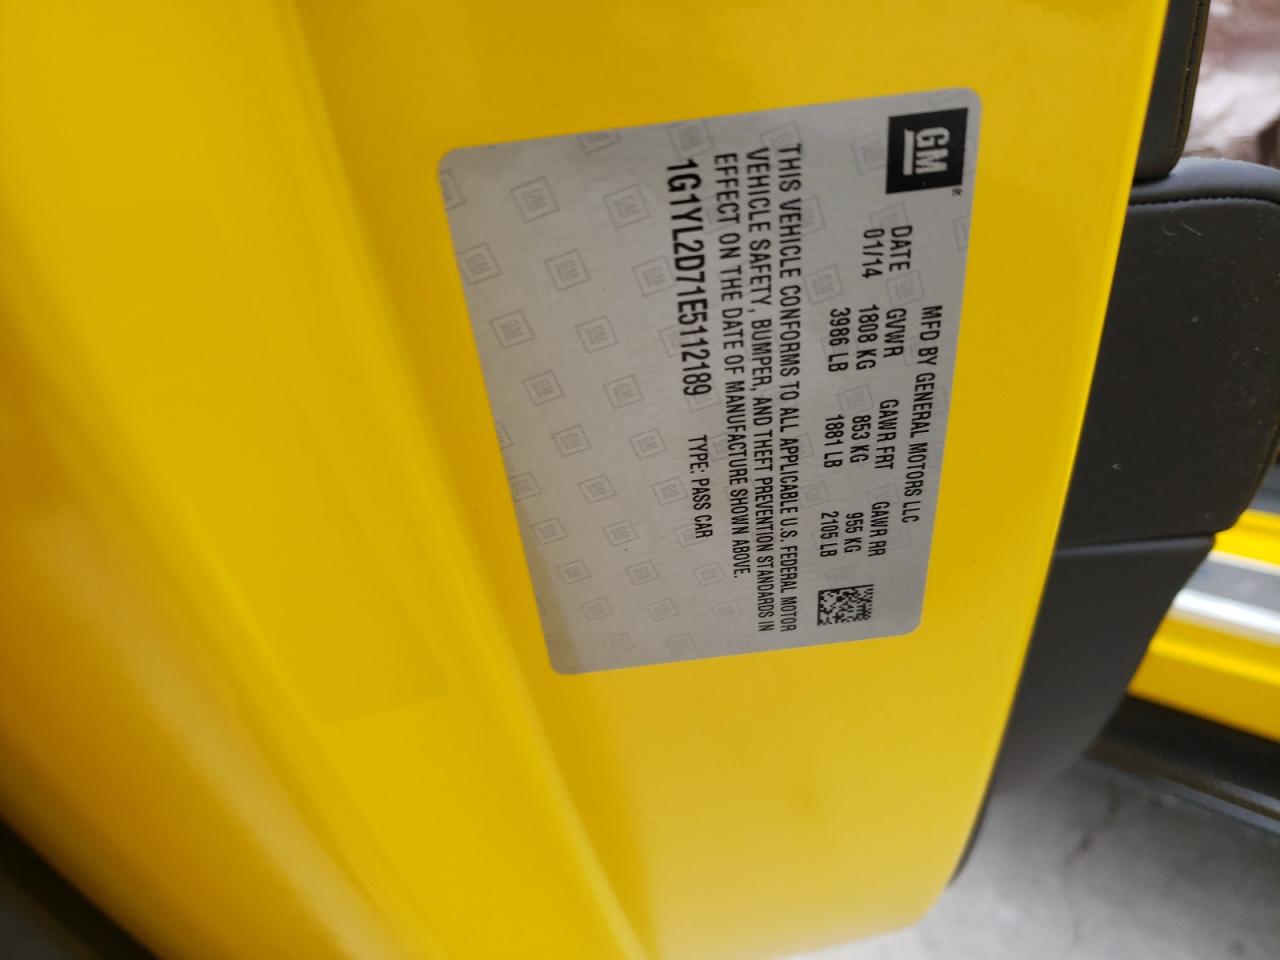 GM
MFD BY GENERAL MOTORS LLC
DATE GVWR GAWR FRT GAWR RR
01/14 1808 KG 853 KG 955 KG
3986 LB 1881 LB 2105 LB
THIS VEHICLE CONFORMS TO ALL APPLICABLE U.S. FEDERAL MOTOR
VEHICLE SAFETY, BUMPER, AND THEFT PREVENTION STANDARDS IN
EFFECT ON THE DATE OF MANUFACTURE SHOWN ABOVE.
1G1YL2D71E5112189 TYPE: PASS CAR